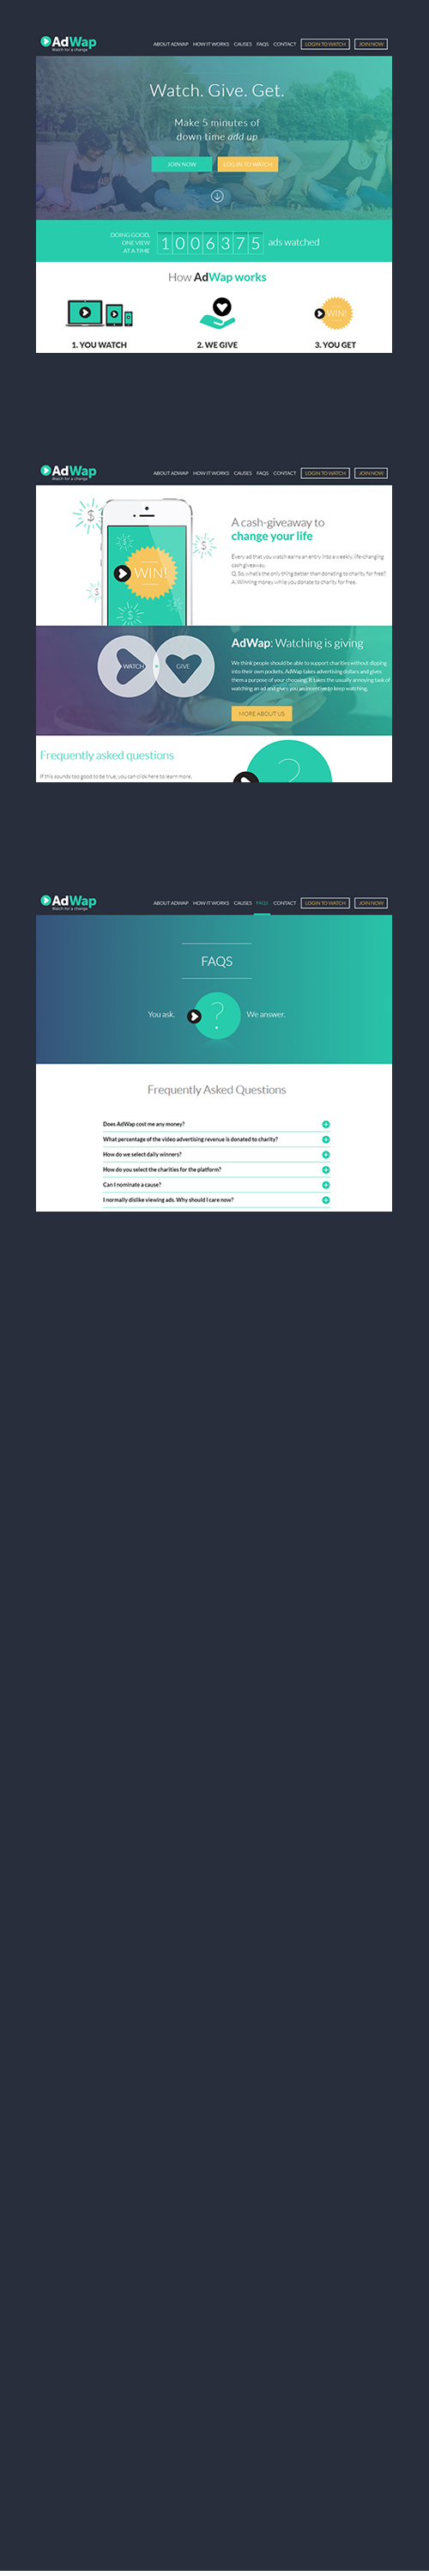 AdWap
Watch for a change
ABOUT ADWAP HOW IT WORKS CAUSES FAQS CONTACT LOGIN TO WATCH JOIN NOW
Watch. Give. Get.
Make 5 minutes of
down time add up
JOIN NOW LOG IN TO WATCH
DOING GOOD,
ONE VIEW
AT A TIME
1006375 ads watched
How AdWap works
WIN!
1. YOU WATCH 2. WE GIVE 3. YOU GET
AdWap
Watch for a change
ABOUT ADWAP HOW IT WORKS CAUSES FAQS CONTACT LOGIN TO WATCH JOIN NOW
$
$
$
$
$
WIN!
A cash-giveaway to
change your life
Every ad that you watch earns an entry into a weekly, life-changing
cash giveaway.
Q. So what's the only thing better than donating to charity for free?
A. Winning money while you donate to charity for free.
WATCH GIVE
AdWap: Watching is giving
We think people should be able to support charities without dipping
into their own pockets. AdWap takes advertising dollars and gives
them a purpose of your choosing. It takes the usually annoying task of
watching an ad and gives you an incentive to keep watching.
MORE ABOUT US
Frequently asked questions
If this sounds too good to be true, you can click here to learn more.
?
AdWap
Watch for a change
ABOUT ADWAP HOW IT WORKS CAUSES FAQS CONTACT LOGIN TO WATCH JOIN NOW
FAQS
You ask. ? We answer.
Frequently Asked Questions
Does AdWap cost me any money?
What percentage of the video advertising revenue is donated to charity?
How do we select daily winners?
How do you select the charities for the platform?
Can I nominate a cause?
I normally dislike viewing ads. Why should I care now?